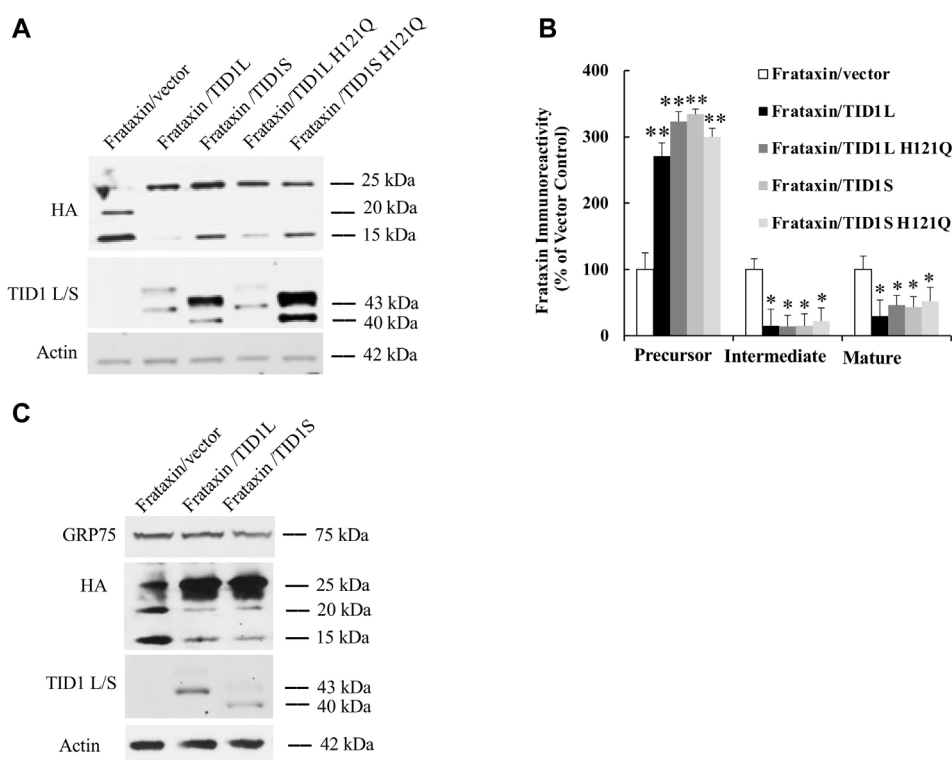 A
Frataxin/vector
Frataxin /TID1L
Frataxin/TID1S
Frataxin/TID1L H121Q
Frataxin/TID1S H121Q
HA
25 kDa
20 kDa
15 kDa
TID1 L/S
43 kDa
40 kDa
Actin
42 kDa
B
Frataxin Immunoreactivity
(% of Vector Control)
400
300
200
100
0
Frataxin/vector
Frataxin/TID1L
Frataxin/TID1L H121Q
Frataxin/TID1S
Frataxin/TID1S H121Q
** ** ** **
* * * *
* * * *
Precursor Intermediate Mature
C
Frataxin/vector
Frataxin /TID1L
Frataxin/TID1S
GRP75
75 kDa
HA
25 kDa
20 kDa
15 kDa
TID1 L/S
43 kDa
40 kDa
Actin
42 kDa